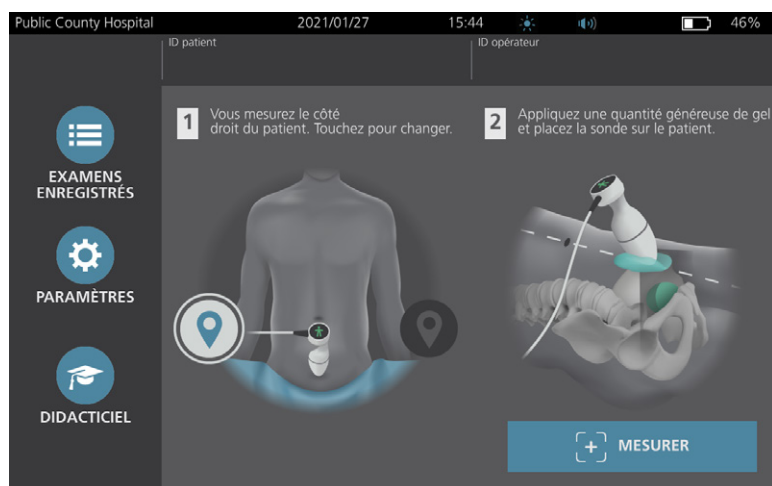 Public County Hospital 2021/01/27 15:44 46%
ID patient ID opérateur
1 Vous mesurez le côté
droit du patient. Touchez pour changer.
2 Appliquez une quantité généreuse de gel
et placez la sonde sur le patient.
EXAMENS
ENREGISTRÉS
PARAMÈTRES
DIDACTICIEL
MESURER